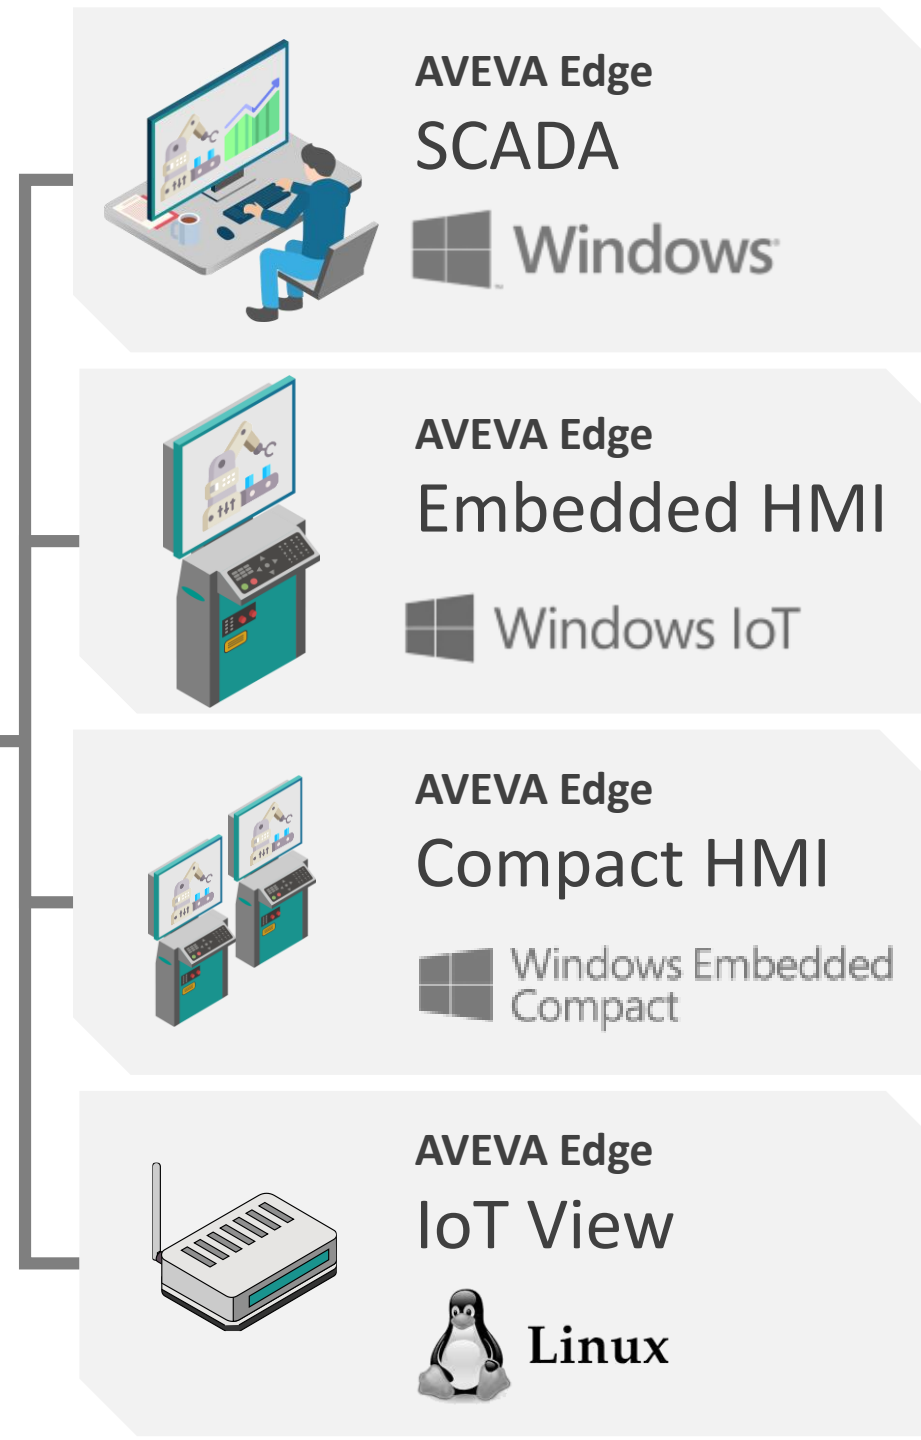 AVEVA Edge
SCADA
Windows
AVEVA Edge
Embedded HMI
Windows IoT
AVEVA Edge
Compact HMI
Windows Embedded
Compact
AVEVA Edge
IoT View
Linux